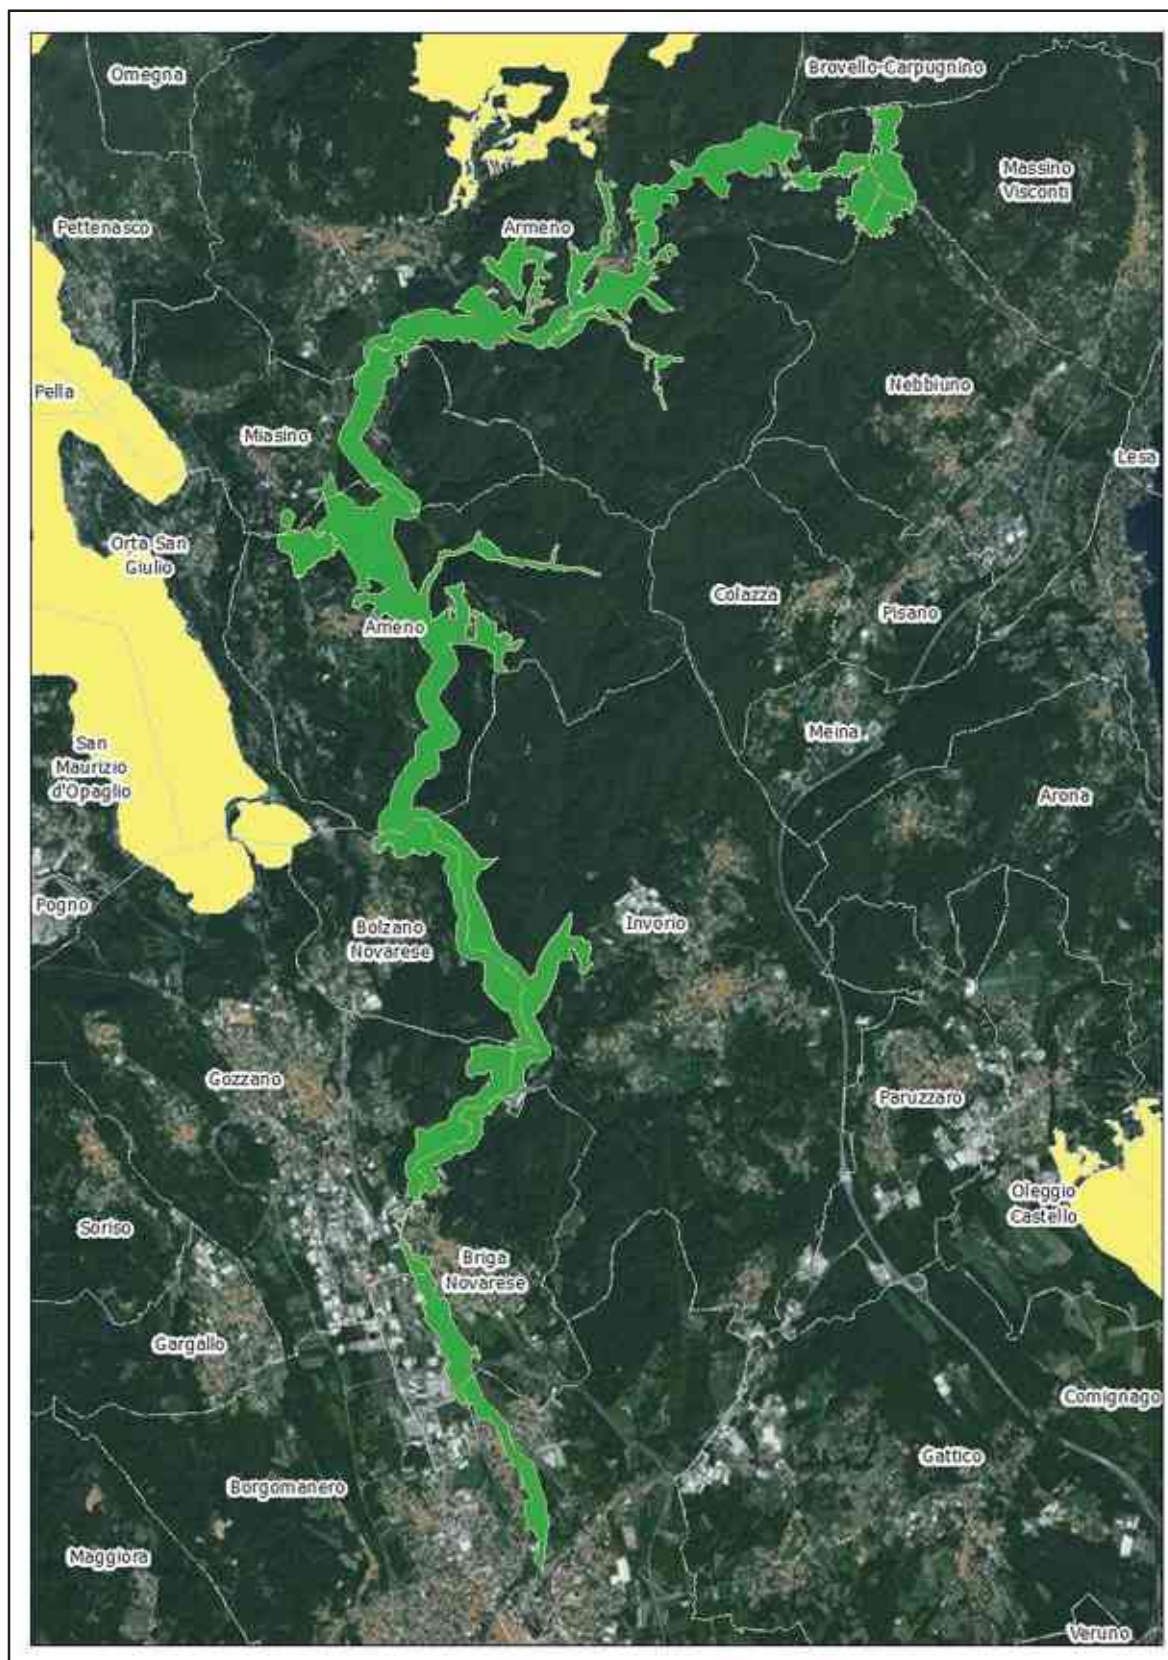 Omegna
Brovello-Carpugnino
Massino
Visconti
Pettenasco
Armeno
Pella
Nebbiuno
Miasino
Lesa
Orta San
Giulio
Colazza
Pisano
Ameno
Meina
San
Maurizio
d'Opaglio
Arona
Pogno
Bolzano
Novarese
Invorio
Gozzano
Paruzzaro
Oleggio
Castello
Soriso
Briga
Novarese
Gargallo
Comignago
Gattico
Borgomanero
Maggiora
Veruno